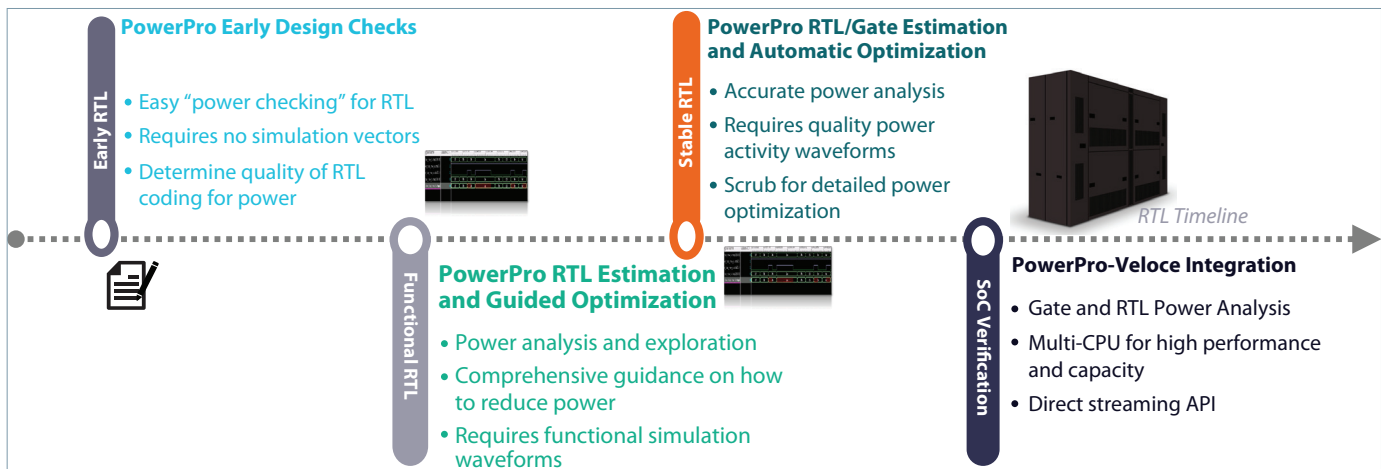 PowerPro Early Design Checks
Early RTL
• Easy “power checking” for RTL
• Requires no simulation vectors
• Determine quality of RTL
coding for power
Functional RTL
PowerPro RTL Estimation
and Guided Optimization
• Power analysis and exploration
• Comprehensive guidance on how
to reduce power
• Requires functional simulation
waveforms
Stable RTL
PowerPro RTL/Gate Estimation
and Automatic Optimization
• Accurate power analysis
• Requires quality power
activity waveforms
• Scrub for detailed power
optimization
RTL Timeline
SoC Verification
PowerPro-Veloce Integration
• Gate and RTL Power Analysis
• Multi-CPU for high performance
and capacity
• Direct streaming API